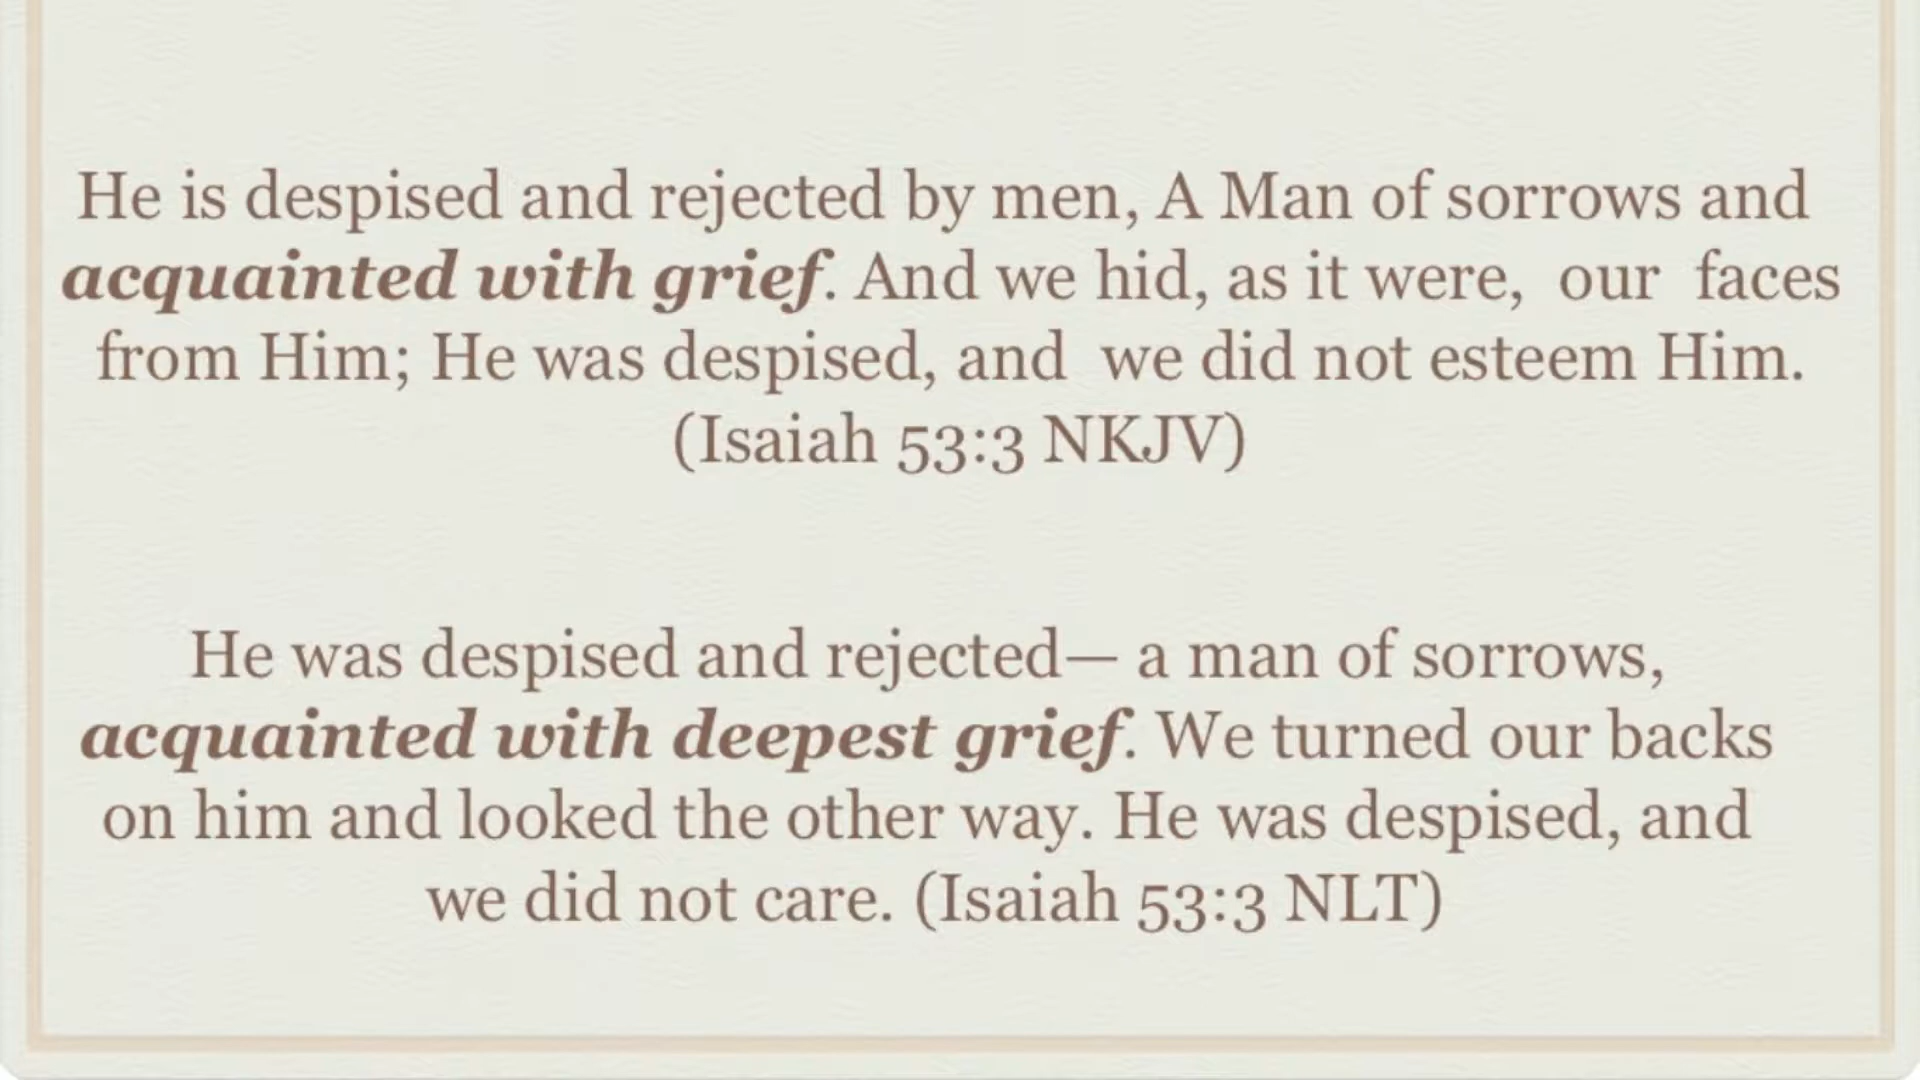 He is despised and rejected by men, A Man of sorrows and
acquainted with grief. And we hid, as it were, our faces
from Him; He was despised, and we did not esteem Him.
(Isaiah 53:3 NKJV)
He was despised and rejected— a man of sorrows,
acquainted with deepest grief. We turned our backs
on him and looked the other way. He was despised, and
we did not care. (Isaiah 53:3 NLT)